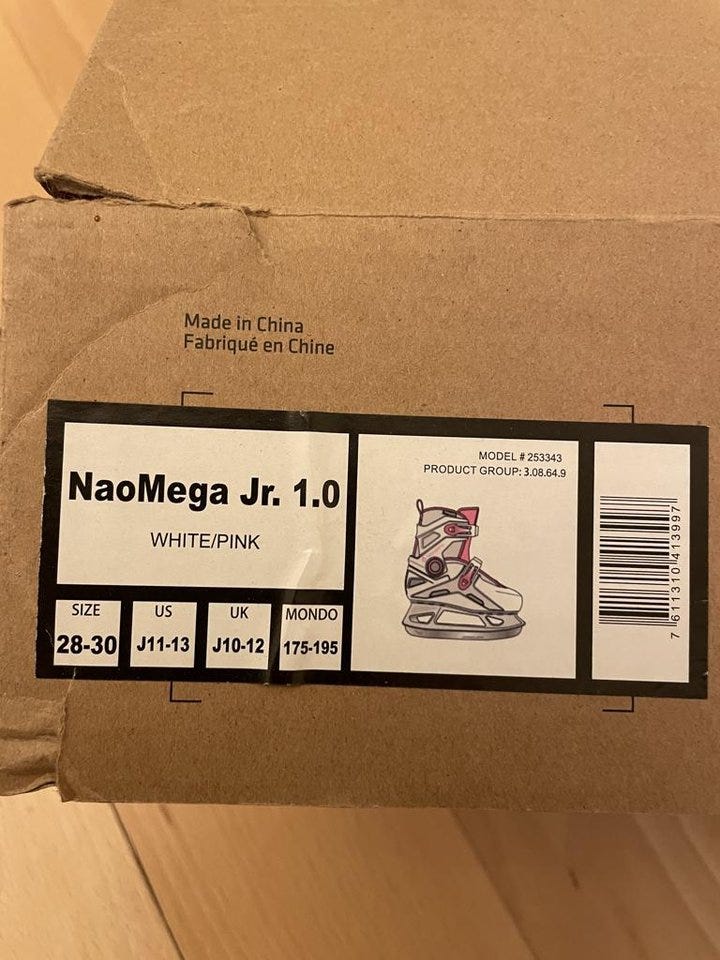 Made in China
Fabriqué en Chine
NaoMega Jr. 1.0
WHITE/PINK
SIZE
28-30
US
J11-13
UK
J10-12
MONDO
175-195
MODEL # 253343
PRODUCT GROUP: 3.08.64.9
7 611310 413997